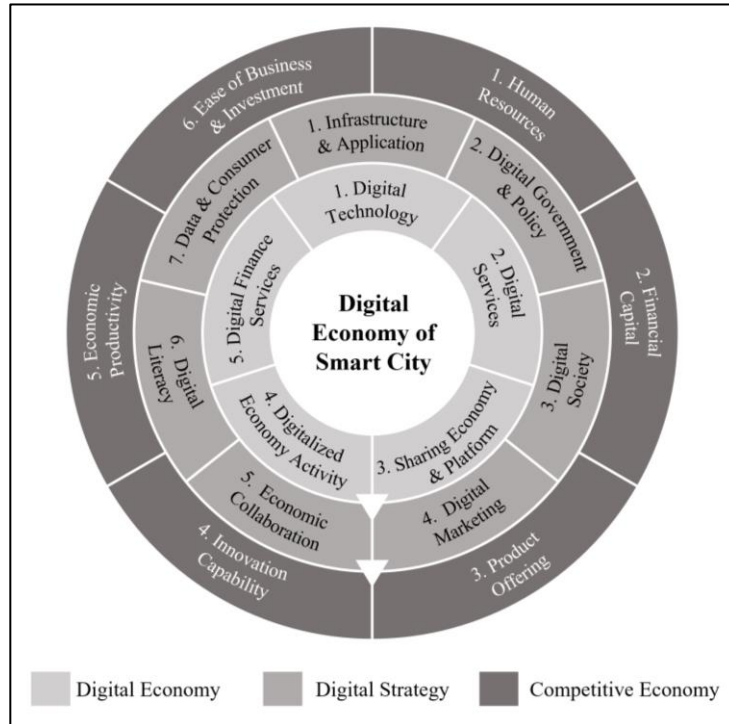 Digital
Economy of
Smart City
1. Digital
Technology
2. Digital
Services
3. Sharing Economy
& Platform
4. Digitalized
Economy Activity
5. Digital Finance
Services
1. Infrastructure
& Application
2. Digital Government
& Policy
3. Digital
Society
4. Digital
Marketing
5. Economic
Collaboration
6. Digital
Literacy
7. Data & Consumer
Protection
1. Human
Resources
2. Financial
Capital
3. Product
Offering
4. Innovation
Capability
5. Economic
Productivity
6. Ease of Business
& Investment
Digital Economy
Digital Strategy
Competitive Economy